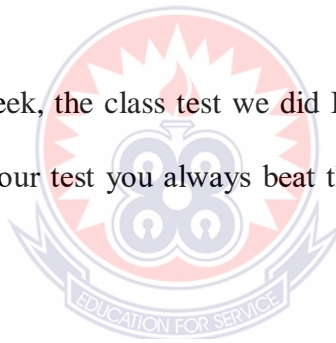 eek, the class test we did
our test you always beat
EDUCATION FOR SERVICE